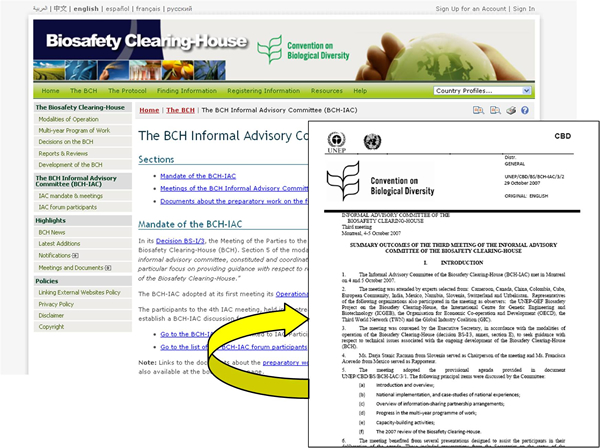 العربية | 中文 | english | español | français | русский
Sign Up for an Account | Sign In
Biosafety Clearing-House
Convention on
Biological Diversity
Home The BCH The Protocol Finding Information Registering Information Resources Help
Country Profiles...
The Biosafety Clearing-House
Modalities of Operation
Multi-year Program of Work
Decisions on the BCH
Reports & Reviews
Development of the BCH
The BCH Informal Advisory
Committee (BCH-IAC)
IAC mandate & meetings
IAC forum participants
Highlights
BCH News
Latest Additions
Notifications
Meetings and Documents
Policies
Linking External Websites Policy
Privacy Policy
Disclaimer
Copyright
Home | The BCH | The BCH Informal Advisory Committee (BCH-IAC)
The BCH Informal Advisory Co
Sections
Mandate of the BCH-IAC
Meetings of the BCH Informal Advisory Committ
Documents about the preparatory work on the f
Mandate of the BCH-IAC
In its Decision BS-I/3, the Meeting of the Parties to the
Biosafety Clearing-House (BCH). Section 5 of the moda
informal advisory committee, constituted and coordinat
particular focus on providing guidance with respect to r
Clearing-House."
The BCH-IAC adopted at its first meeting its Operation
The participants to the 4th IAC meeting, held
establish a BCH-IAC discussion
Go to the BCH-I
Go to the list of BCH-IAC forum participants
Note: Links to the documents about the preparatory work
also available at the bo page.
UNEP
CBD
Convention on
Biological Diversity
Distr.
GENERAL
UNEP/CBD/BS/BCH-IAC/3/2
29 October 2007
ORIGINAL: ENGLISH
INFORMAL ADVISORY COMMITTEE OF THE
BIOSAFETY CLEARING-HOUSE
Third meeting
Montreal, 4-5 October 2007
SUMMARY OUTCOMES OF THE THIRD MEETING OF THE INFORMAL ADVISORY
COMMITTEE OF THE BIOSAFETY CLEARING-HOUSE
I. INTRODUCTION
1. The Informal Advisory Committee of the Biosafety Clearing-House (BCH-IAC) met in Montreal
on 4 and 5 October 2007.
2. The meeting was attended by experts selected from: Cameroon, Canada, China, Colombia, Cuba,
European Community, India, Mexico, Namibia, Slovenia, Switzerland and Uzbekistan. Representatives
of the following organizations also participated in the meeting as observers: the UNEP-GEF Biosafety
Project on the Biosafety Clearing-House, the International Centre for Genetic Engineering and
Biotechnology (ICGEB), the Organisation for Economic Co-operation and Development (OECD), the
Third World Network (TWN) and the Global Industry Coalition (GIC).
3. The meeting was convened by the Executive Secretary, in accordance with the modalities of
operation of the Biosafety Clearing-House (decision BS-I/3, annex, section E), to seek guidance with
respect to technical issues associated with the ongoing development of the Biosafety Clearing-House
(BCH).
4. Ms. Darja Stanic Racman from Slovenia served as Chairperson of the meeting and Ms. Francisca
Acevedo from Mexico served as Rapporteur.
5. The meeting adopted the provisional agenda provided in document
UNEP/CBD/BS/BCH-IAC/3/1. The following principal items were discussed by the Committee:
(a) Introduction and overview;
(b) National implementation, and case-studies of national experiences;
(c) Overview of information-sharing partnership arrangements;
(d) Progress in the multi-year programme of work;
(e) Capacity-building activities;
(f) The 2007 review of the Biosafety Clearing-House.
6. The meeting benefited from several presentations designed to assist the participants in their